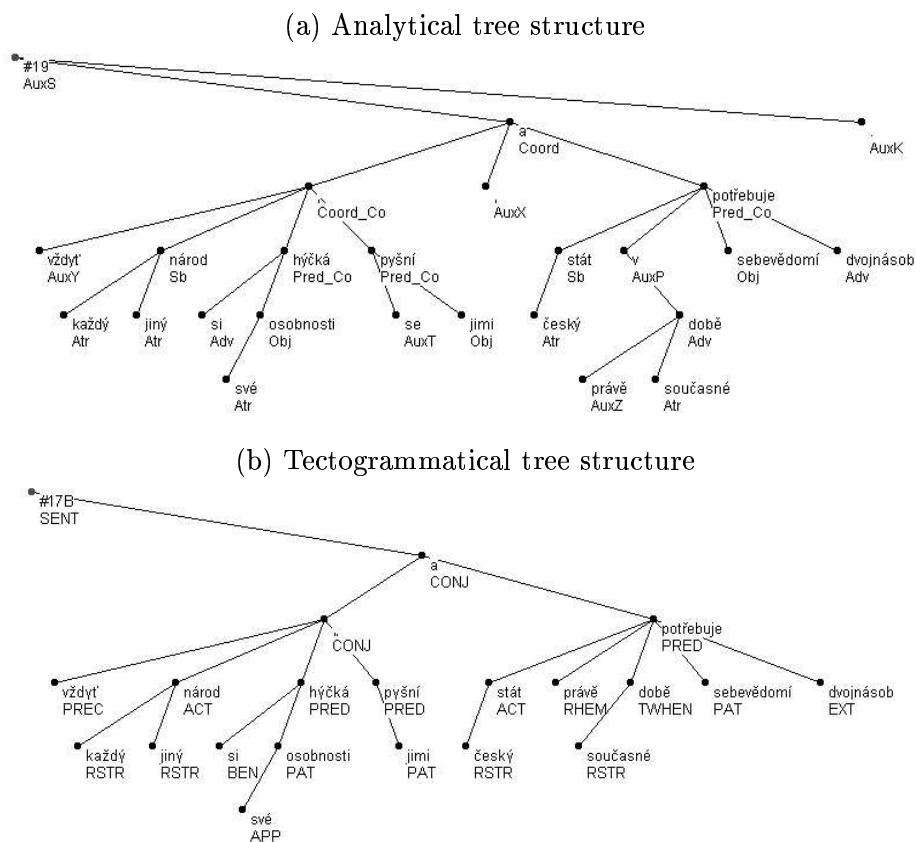 (a) Analytical tree structure
#19
AuxS
a
Coord
.
AuxK
,
Coord_Co
,
AuxX
potřebuje
Pred_Co
vždyť
AuxY
národ
Sb
hýčká
Pred_Co
pyšní
Pred_Co
stát
Sb
v
AuxP
sebevědomí
Obj
dvojnásob
Adv
každý
Atr
jiný
Atr
si
Adv
osobnosti
Obj
se
AuxT
jimi
Obj
český
Atr
době
Adv
své
Atr
právě
AuxZ
současné
Atr
(b) Tectogrammatical tree structure
#17B
SENT
a
CONJ
,
CONJ
potřebuje
PRED
vždyť
PREC
národ
ACT
hýčká
PRED
pyšní
PRED
stát
ACT
právě
RHEM
době
TWHEN
sebevědomí
PAT
dvojnásob
EXT
každý
RSTR
jiný
RSTR
si
BEN
osobnosti
PAT
jimi
PAT
český
RSTR
současné
RSTR
své
APP